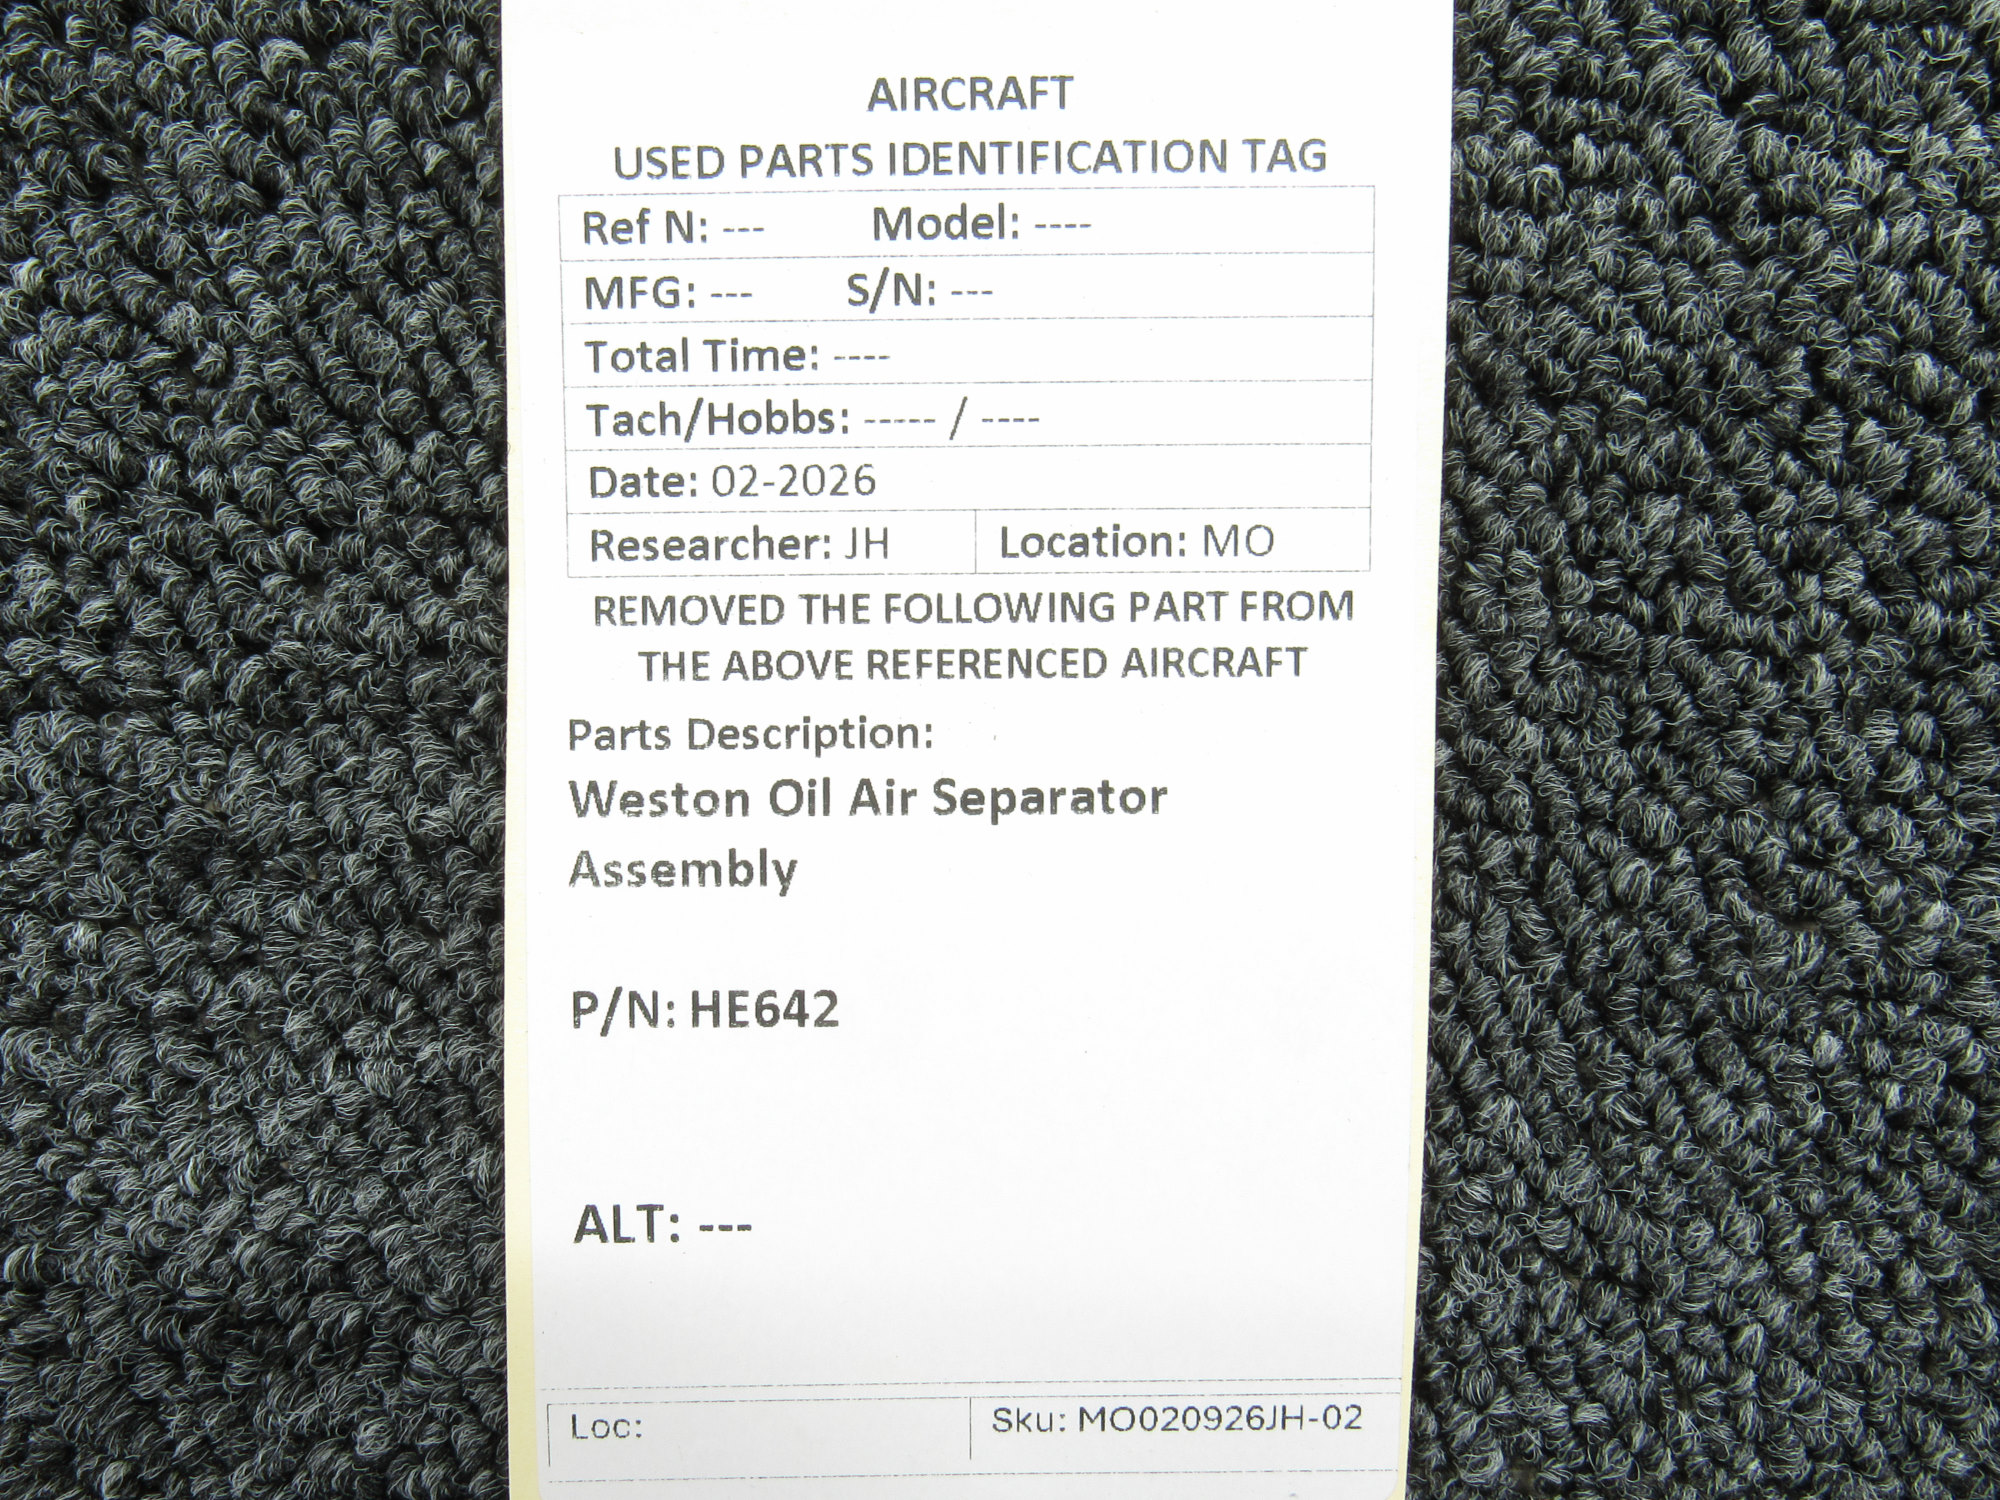 AIRCRAFT
USED PARTS IDENTIFICATION TAG
Ref N: --- Model: ----
MFG: --- S/N: ---
Total Time: ----
Tach/Hobbs: ----- / ----
Date: 02-2026
Researcher: JH Location: MO
REMOVED THE FOLLOWING PART FROM
THE ABOVE REFERENCED AIRCRAFT
Parts Description:
Weston Oil Air Separator
Assembly
P/N: HE642
ALT: ---
Loc: Sku: MO020926JH-02